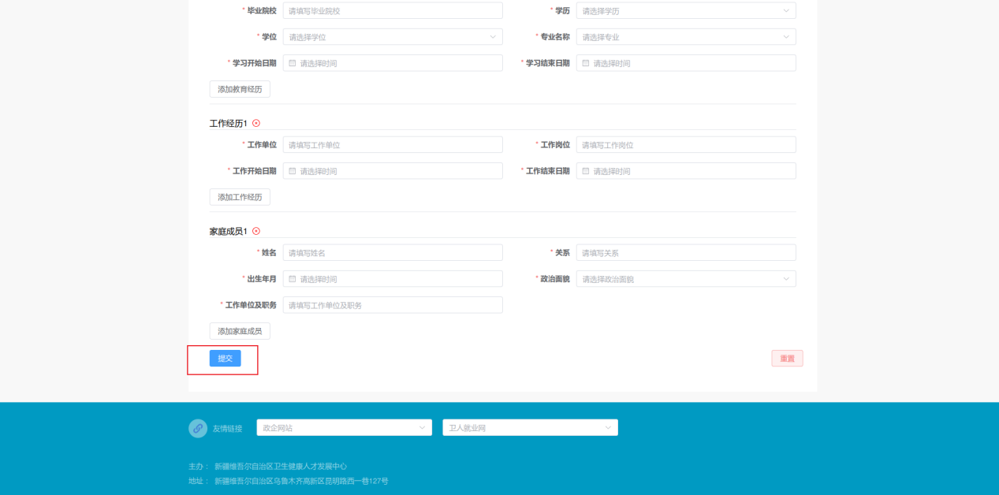 * 毕业院校 请填写毕业院校 * 学历 请选择学历
* 学位 请选择学位 * 专业名称 请选择专业
* 学习开始日期 请选择时间 * 学习结束日期 请选择时间
添加教育经历
工作经历1
* 工作单位 请填写工作单位 * 工作岗位 请填写工作岗位
* 工作开始日期 请选择时间 * 工作结束日期 请选择时间
添加工作经历
家庭成员1
* 姓名 请填写姓名 * 关系 请填写关系
* 出生年月 请选择时间 * 政治面貌 请选择政治面貌
* 工作单位及职务 请填写工作单位及职务
添加家庭成员
提交 重置
友情链接 政企网站 卫人就业网
主办： 新疆维吾尔自治区卫生健康人才发展中心
地址： 新疆维吾尔自治区乌鲁木齐高新区昆明路西一巷127号